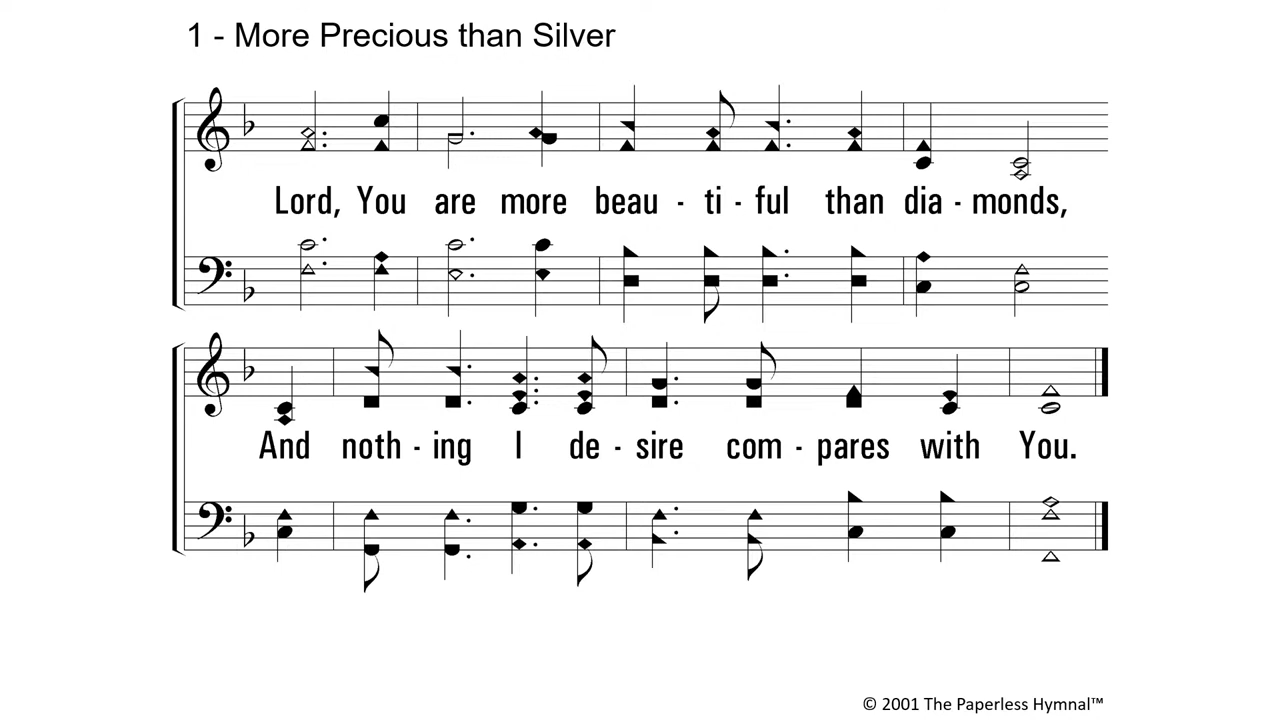 1 - More Precious than Silver
Lord, You are more beau - ti - ful than dia - monds,
And noth - ing I de - sire com - pares with You.
© 2001 The Paperless Hymnal™